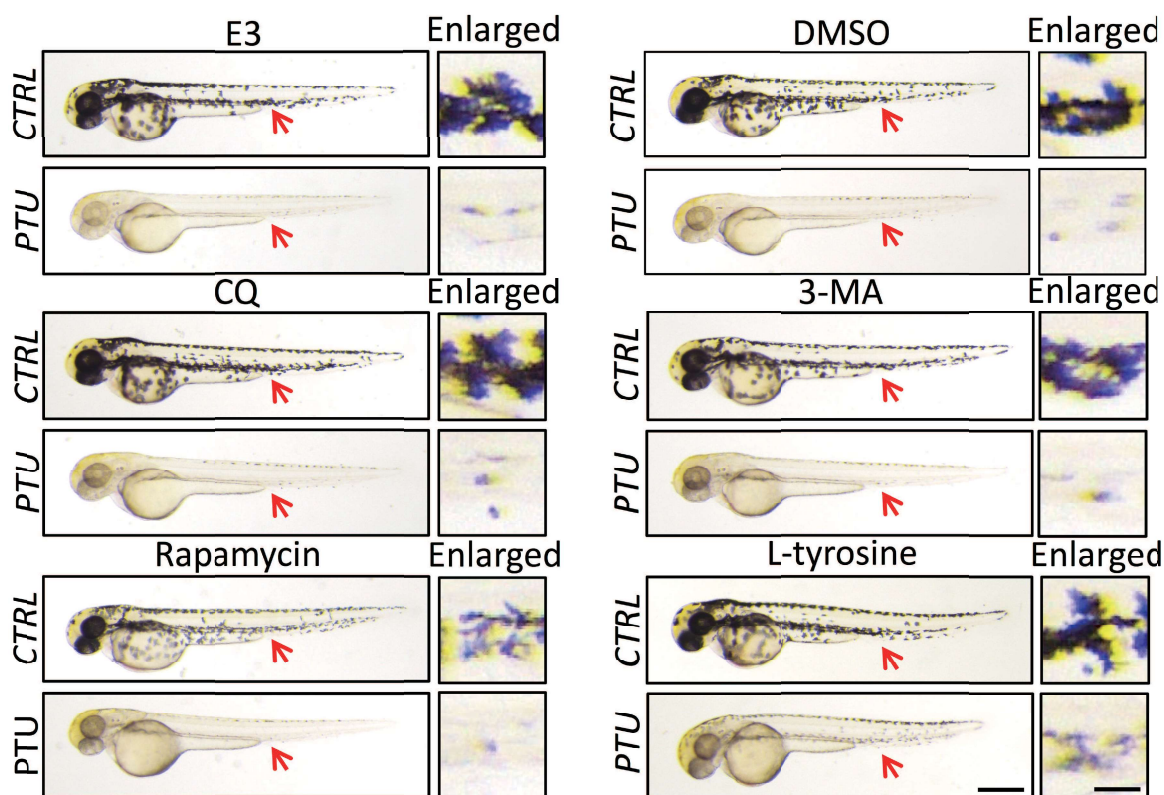 E3 Enlarged DMSO Enlarged
CTRL CTRL
PTU PTU
CQ Enlarged 3-MA Enlarged
CTRL CTRL
PTU PTU
Rapamycin Enlarged L-tyrosine Enlarged
CTRL CTRL
PTU PTU